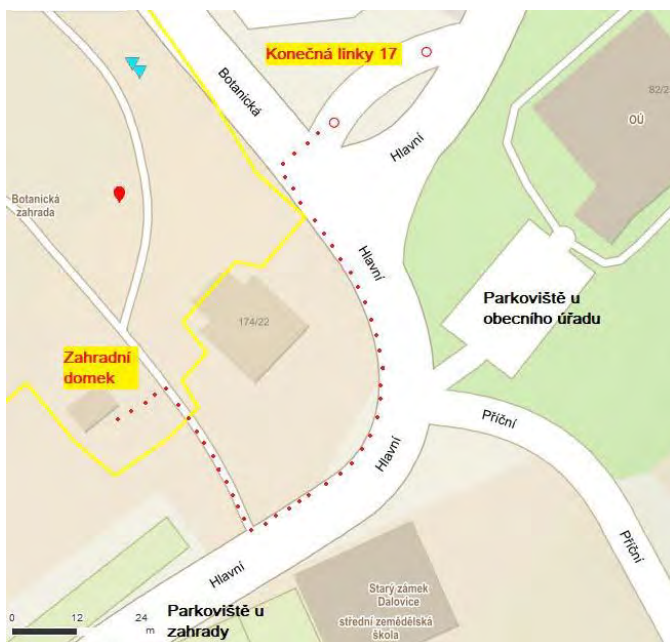 Konečná linky 17
Botanická
82/2
OÚ
Hlavní
Botanická
zahrada
Hlavní
Parkoviště u
obecního úřadu
174/22
Zahradní
domek
Příční
Hlavní
Příční
Hlavní
Starý zámek
Dalovice
střední zemědělská
škola
0 12 24
m
Parkoviště u
zahrady